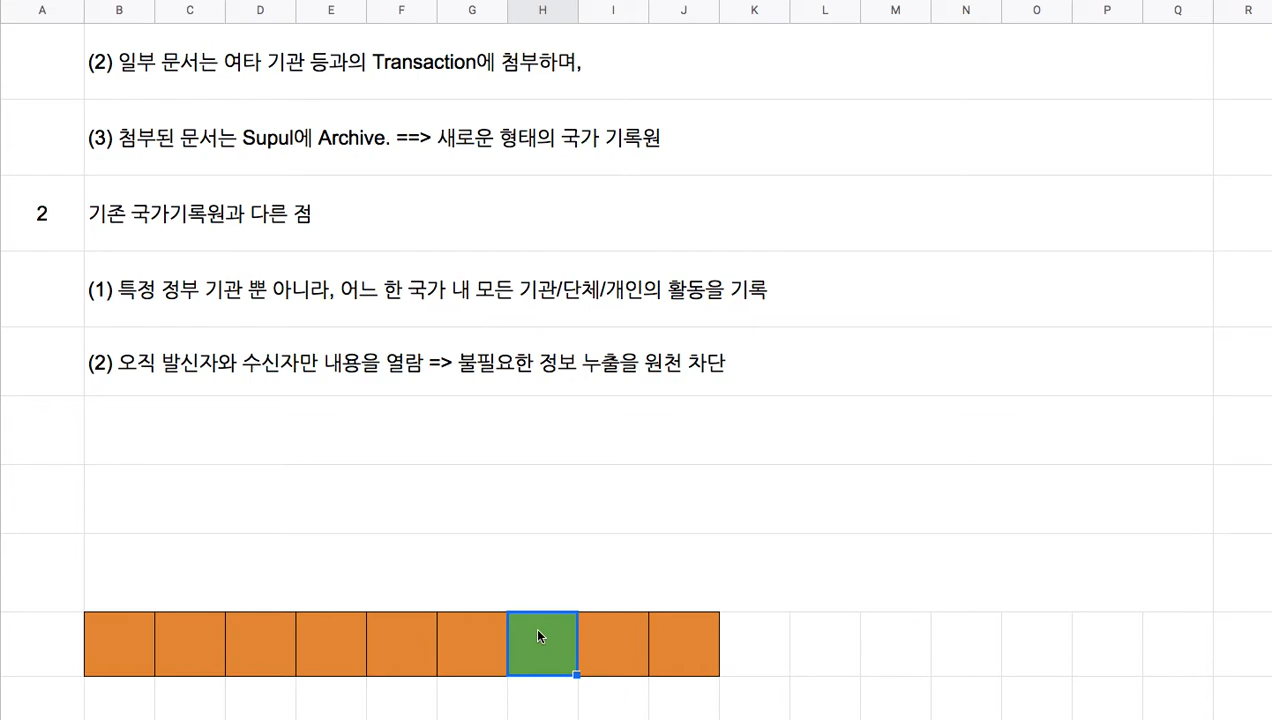 A B C D E F G H I J K L M N O P Q R
(2) 일부 문서는 여타 기관 등과의 Transaction에 첨부하며,
(3) 첨부된 문서는 Supul에 Archive. ==> 새로운 형태의 국가 기록원
2 기존 국가기록원과 다른 점
(1) 특정 정부 기관 뿐 아니라, 어느 한 국가 내 모든 기관/단체/개인의 활동을 기록
(2) 오직 발신자와 수신자만 내용을 열람 => 불필요한 정보 누출을 원천 차단